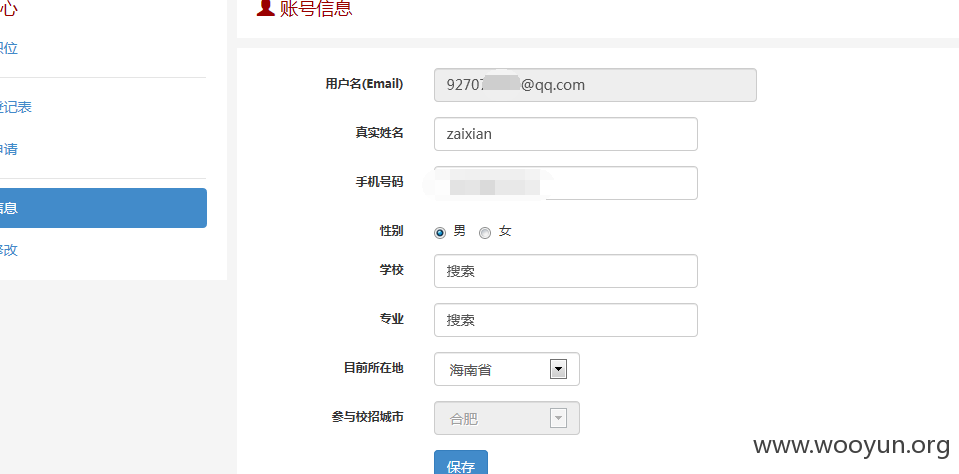 心
账号信息
职位
登记表
申请
信息
修改
用户名(Email)
9270 @qq.com
真实姓名
zaixian
手机号码
性别
男
女
学校
搜索
专业
搜索
目前所在地
海南省
参与校招城市
合肥
保存
www.wooyun.org